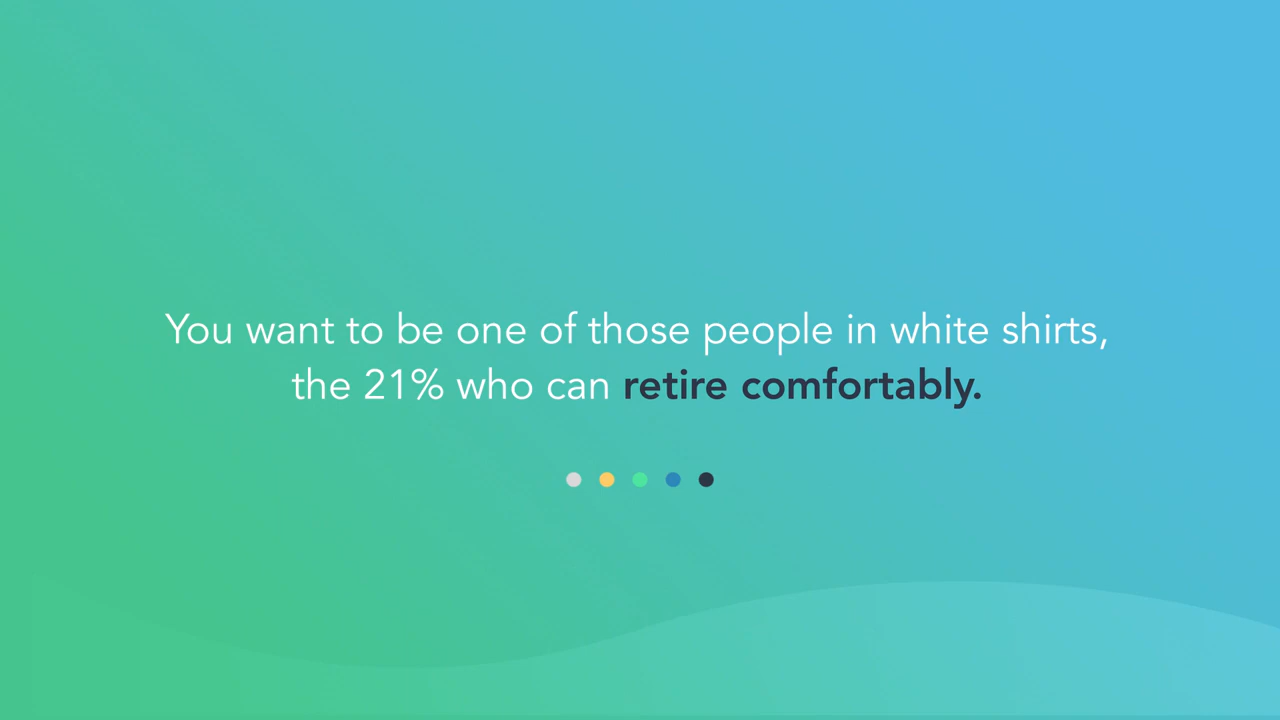 You want to be one of those people in white shirts,
the 21% who can retire comfortably.